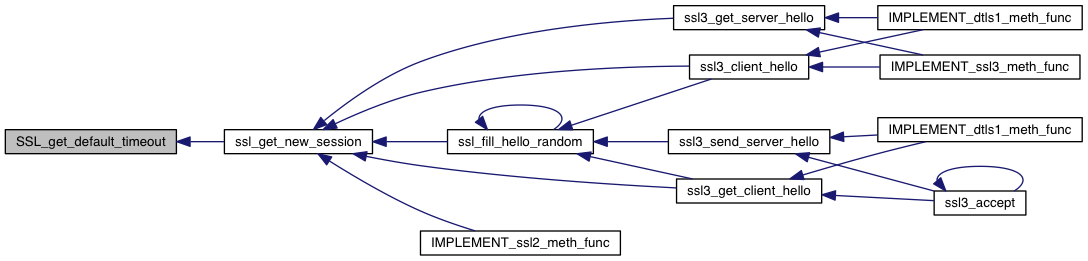 ssl3_get_server_hello
IMPLEMENT_dtls1_meth_func
ssl3_client_hello
IMPLEMENT_ssl3_meth_func
SSL_get_default_timeout
ssl_get_new_session
ssl_fill_hello_random
ssl3_send_server_hello
IMPLEMENT_dtls1_meth_func
ssl3_get_client_hello
ssl3_accept
IMPLEMENT_ssl2_meth_func